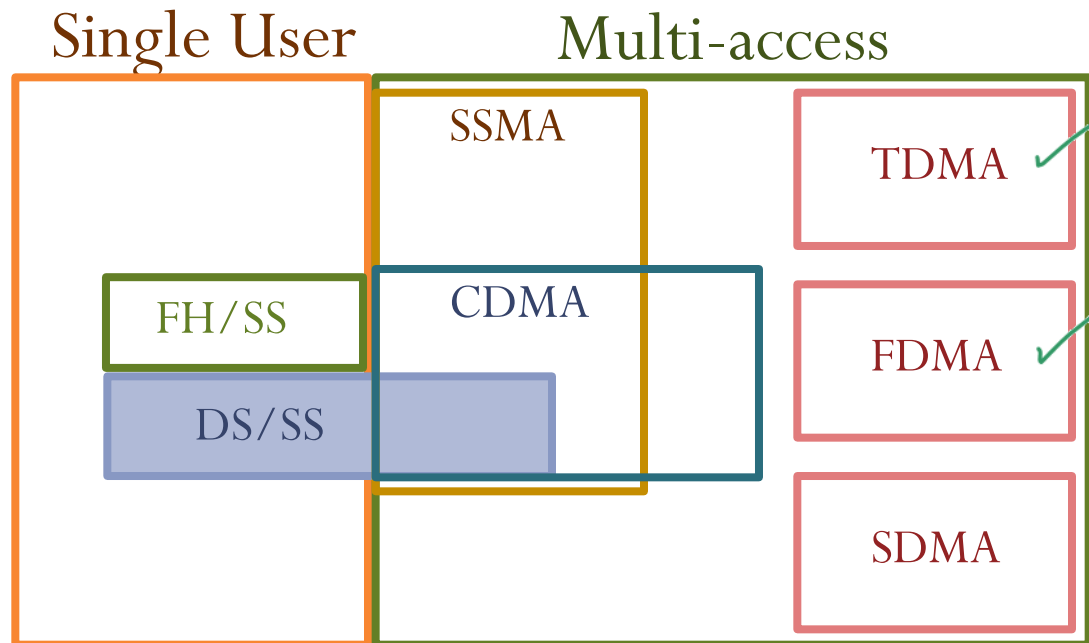 Single User
Multi-access
SSMA
TDMA
FH/SS
CDMA
FDMA
DS/SS
SDMA